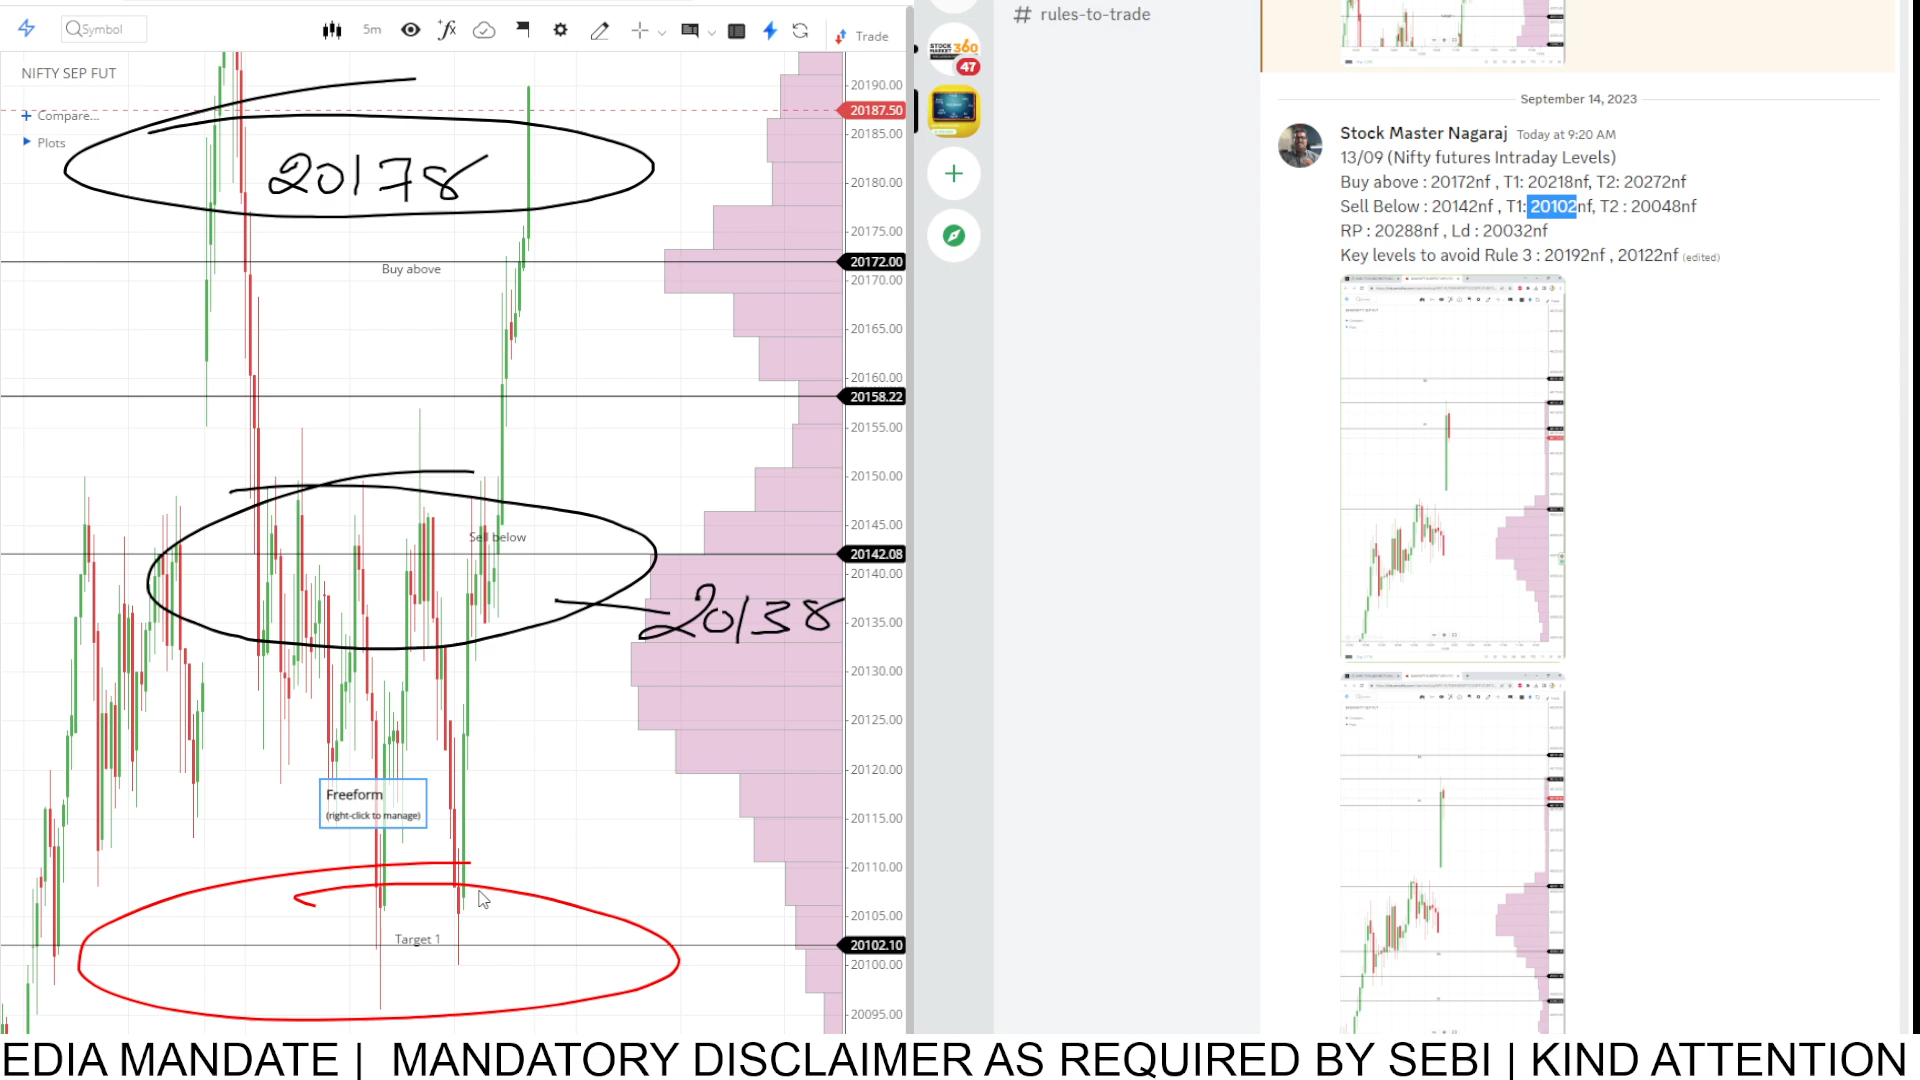 Symbol
5m
Trade
NIFTY SEP FUT
Compare...
Plots
20178
Buy above
Sell below
20138
Freeform
(right-click to manage)
Target 1
20190.00
20187.50
20185.00
20180.00
20175.00
20172.00
20170.00
20165.00
20160.00
20158.22
20155.00
20150.00
20145.00
20142.08
20140.00
20135.00
20130.00
20125.00
20120.00
20115.00
20110.00
20105.00
20102.10
20100.00
20095.00
STOCK
MARKET 360
47
# rules-to-trade
September 14, 2023
Stock Master Nagaraj Today at 9:20 AM
13/09 (Nifty futures Intraday Levels)
Buy above : 20172nf , T1: 20218nf, T2: 20272nf
Sell Below : 20142nf , T1: 20102nf, T2 : 20048nf
RP : 20288nf , Ld : 20032nf
Key levels to avoid Rule 3 : 20192nf , 20122nf (edited)
EDIA MANDATE | MANDATORY DISCLAIMER AS REQUIRED BY SEBI | KIND ATTENTION